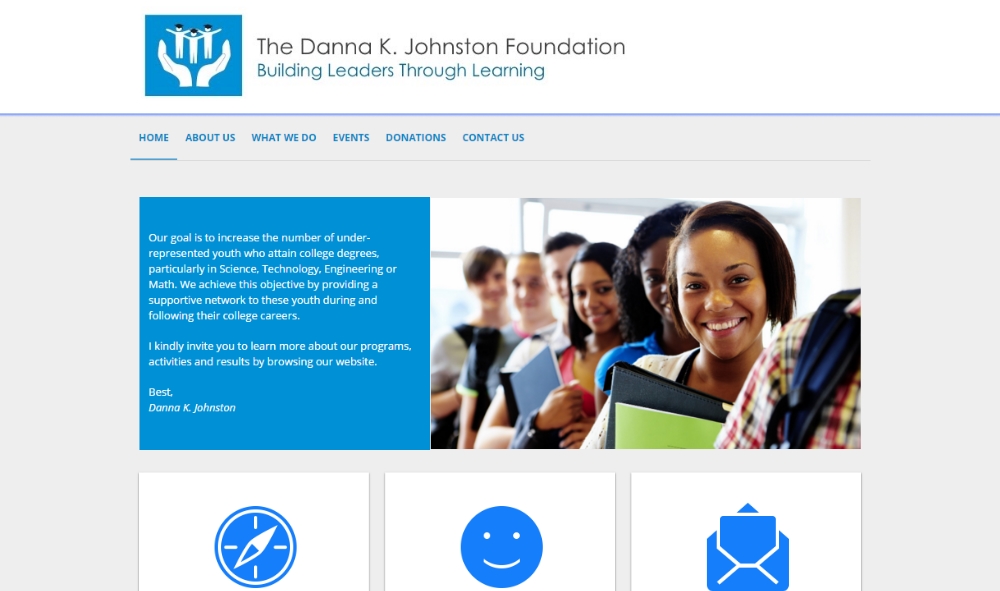 The Danna K. Johnston Foundation
Building Leaders Through Learning
HOME ABOUT US WHAT WE DO EVENTS DONATIONS CONTACT US
Our goal is to increase the number of under-
represented youth who attain college degrees,
particularly in Science, Technology, Engineering or
Math. We achieve this objective by providing a
supportive network to these youth during and
following their college careers.
I kindly invite you to learn more about our programs,
activities and results by browsing our website.
Best,
Danna K. Johnston